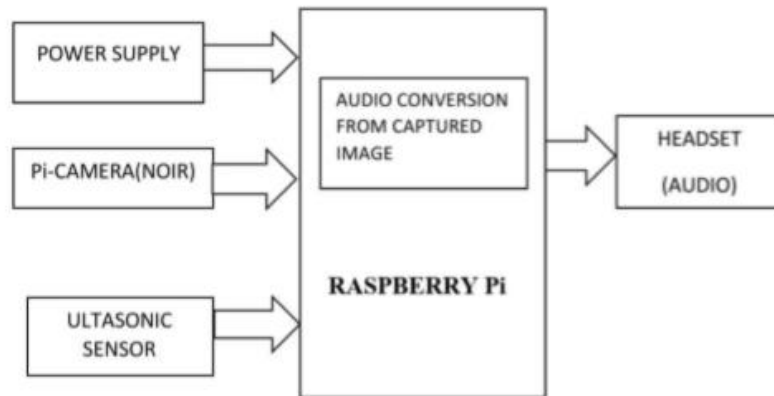 POWER SUPPLY
Pi-CAMERA(NOIR)
ULTASONIC
SENSOR
AUDIO CONVERSION
FROM CAPTURED
IMAGE
RASPBERRY Pi
HEADSET
(AUDIO)